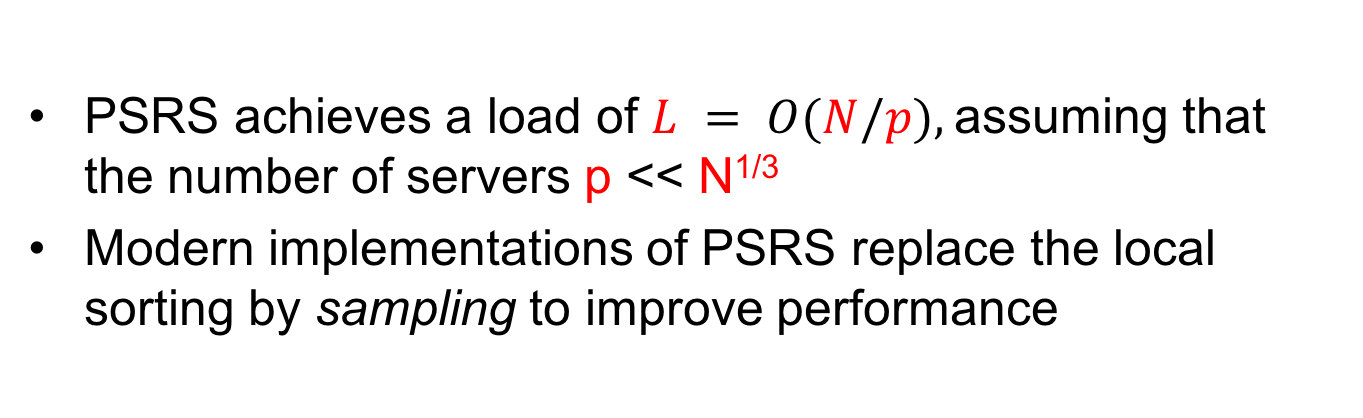 • PSRS achieves a load of L = O(N/p), assuming that
the number of servers p << N^{1/3}
• Modern implementations of PSRS replace the local
sorting by sampling to improve performance